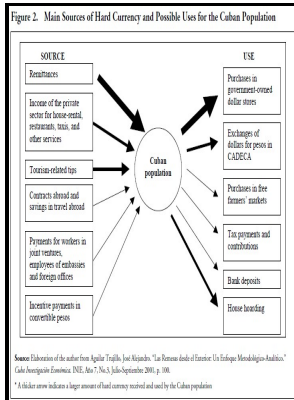 Figure 2. Main Sources of Hard Currency and Possible Uses for the Cuban Population
SOURCE
Remittances
Income of the private
sector for house-rental,
restaurants, taxis, and
other services
Tourism-related tips
Contracts abroad and
savings in travel abroad
Payments for workers in
joint ventures,
employees of embassies
and foreign offices
Incentive payments in
convertible pesos
Cuban
population
USE
Purchases in
government-owned
dollar stores
Exchanges of
dollars for pesos in
CADECA
Purchases in free
farmers' markets
Tax payments and
contributions
Bank deposits
House hoarding
Source: Elaboration of the author from Aguilar Trujillo, José Alejandro. "Las Remesas desde el Exterior: Un Enfoque Metodológico-Analítico."
Cuba Investigación Económica. INIE, Año 7. No.3, Julio-Septiembre 2001, p. 100.
* A thicker arrow indicates a larger amount of hard currency received and used by the Cuban population